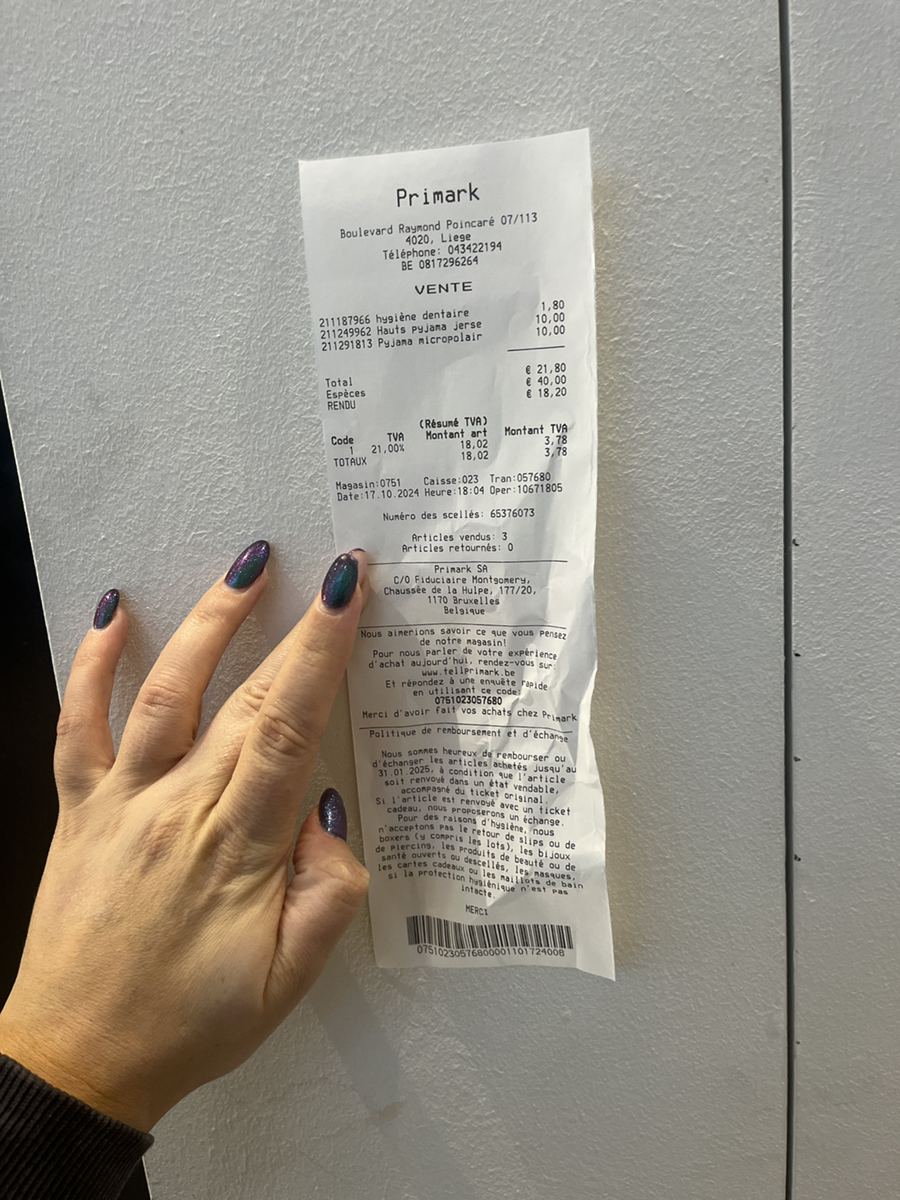 Primark
Boulevard Raymond Poincaré 07/113
4020, Liege
Téléphone: 043422194
BE 0817296264
VENTE
211187966 hygiène dentaire 1,80
211249962 Hauts pyjama jerse 10,00
211291813 Pyjama micropolair 10,00
Total € 21,80
Espèces € 40,00
RENDU € 18,20
(Résumé TVA)
Code TVA Montant art Montant TVA
1 21,00% 18,02 3,78
TOTAUX 18,02 3,78
Magasin:0751 Caisse:023 Tran:057680
Date:17.10.2024 Heure:18:04 Oper:10671805
Numéro des scellés: 65376073
Articles vendus: 3
Articles retournés: 0
Primark SA
C/O Fiduciaire Montgomery,
Chaussée de la Hulpe, 177/20,
1170 Bruxelles
Belgique
Nous aimerions savoir ce que vous pensez
de notre magasin!
Pour nous parler de votre expérience
d'achat aujourd'hui, rendez-vous sur:
www.tellprimark.be
Et répondez à une enquête rapide
en utilisant ce code:
0751023057680
Merci d'avoir fait vos achats chez Primark
Politique de remboursement et d'échange
Nous sommes heureux de rembourser ou
d'échanger les articles achetés jusqu'au
31.01.2025, à condition que l'article
soit renvoyé dans un état vendable,
accompagné du ticket original.
Si l'article est renvoyé avec un ticket
cadeau, nous proposerons un échange.
Pour des raisons d'hygiène, nous
n'acceptons pas le retour de slips ou de
boxers (y compris les lots), les bijoux
de piercing, les produits de beauté ou de
santé ouverts ou descellés, les masques,
les cartes cadeaux ou les maillots de bain
si la protection hygiénique n'est pas
intacte.
MERCI
0751023057680000110172400B